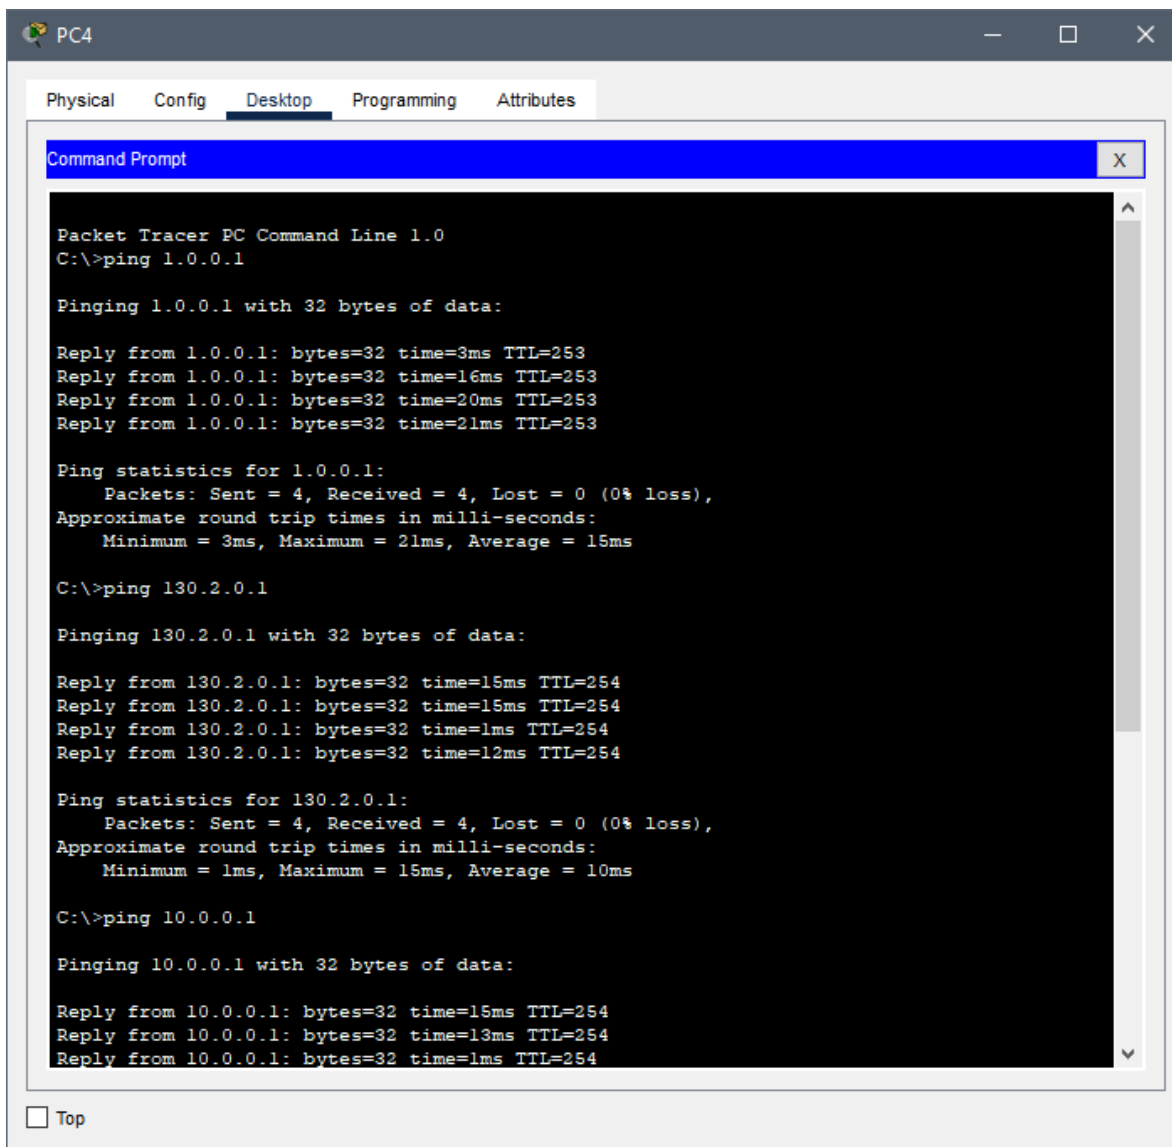 PC4
Physical Config Desktop Programming Attributes
Command Prompt X
Packet Tracer PC Command Line 1.0
C:\>ping 1.0.0.1
Pinging 1.0.0.1 with 32 bytes of data:
Reply from 1.0.0.1: bytes=32 time=3ms TTL=253
Reply from 1.0.0.1: bytes=32 time=16ms TTL=253
Reply from 1.0.0.1: bytes=32 time=20ms TTL=253
Reply from 1.0.0.1: bytes=32 time=21ms TTL=253
Ping statistics for 1.0.0.1:
    Packets: Sent = 4, Received = 4, Lost = 0 (0% loss),
Approximate round trip times in milli-seconds:
    Minimum = 3ms, Maximum = 21ms, Average = 15ms
C:\>ping 130.2.0.1
Pinging 130.2.0.1 with 32 bytes of data:
Reply from 130.2.0.1: bytes=32 time=15ms TTL=254
Reply from 130.2.0.1: bytes=32 time=15ms TTL=254
Reply from 130.2.0.1: bytes=32 time=1ms TTL=254
Reply from 130.2.0.1: bytes=32 time=12ms TTL=254
Ping statistics for 130.2.0.1:
    Packets: Sent = 4, Received = 4, Lost = 0 (0% loss),
Approximate round trip times in milli-seconds:
    Minimum = 1ms, Maximum = 15ms, Average = 10ms
C:\>ping 10.0.0.1
Pinging 10.0.0.1 with 32 bytes of data:
Reply from 10.0.0.1: bytes=32 time=15ms TTL=254
Reply from 10.0.0.1: bytes=32 time=13ms TTL=254
Reply from 10.0.0.1: bytes=32 time=1ms TTL=254
Top